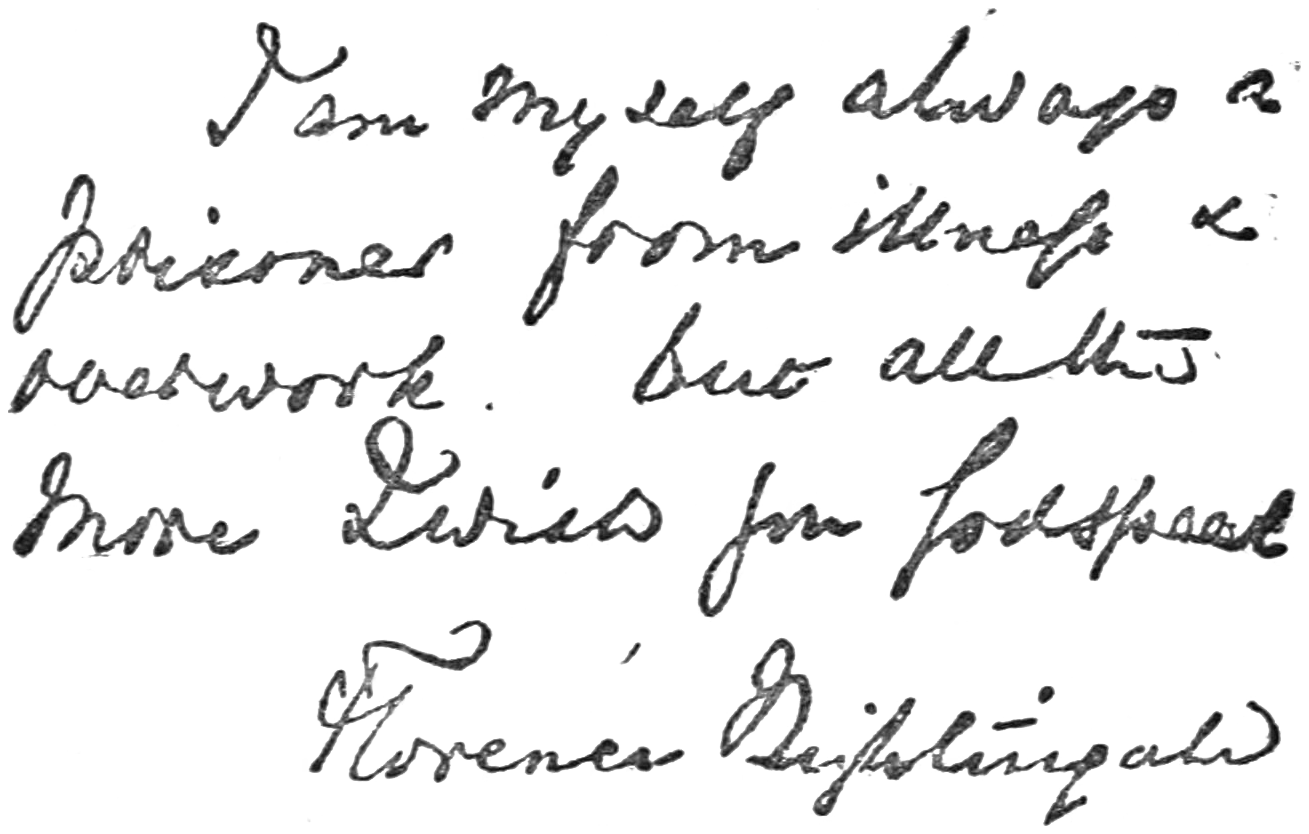 I am myself always a
prisoner from illness &
overwork. but all the
more I wish you Godspeed
Florence Nightingale